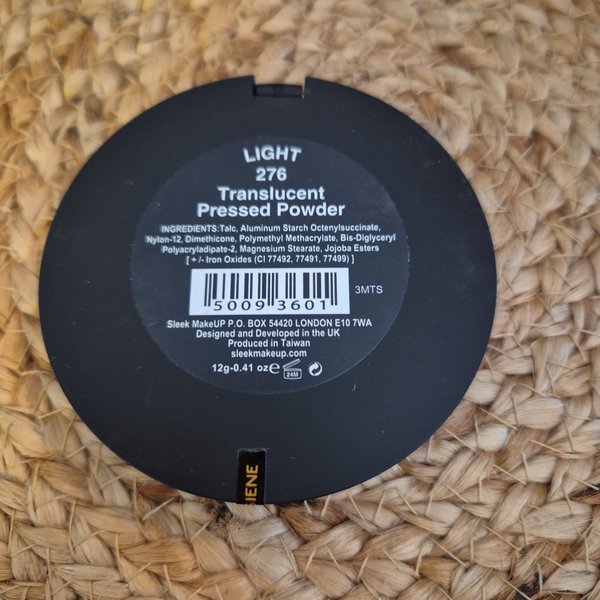 LIGHT
276
Translucent
Pressed Powder
INGREDIENTS:Talc, Aluminum Starch Octenylsuccinate,
Nylon-12, Dimethicone, Polymethyl Methacrylate, Bis-Diglyceryl
Polyacryladipate-2, Magnesium Stearate, Jojoba Esters
[ + /- Iron Oxides (CI 77492, 77491, 77499) ]
50093601
3MTS
Sleek MakeUP P.O. BOX 54420 LONDON E10 7WA
Designed and Developed in the UK
Produced in Taiwan
sleekmakeup.com
12g-0.41 oz e 24M
IENE